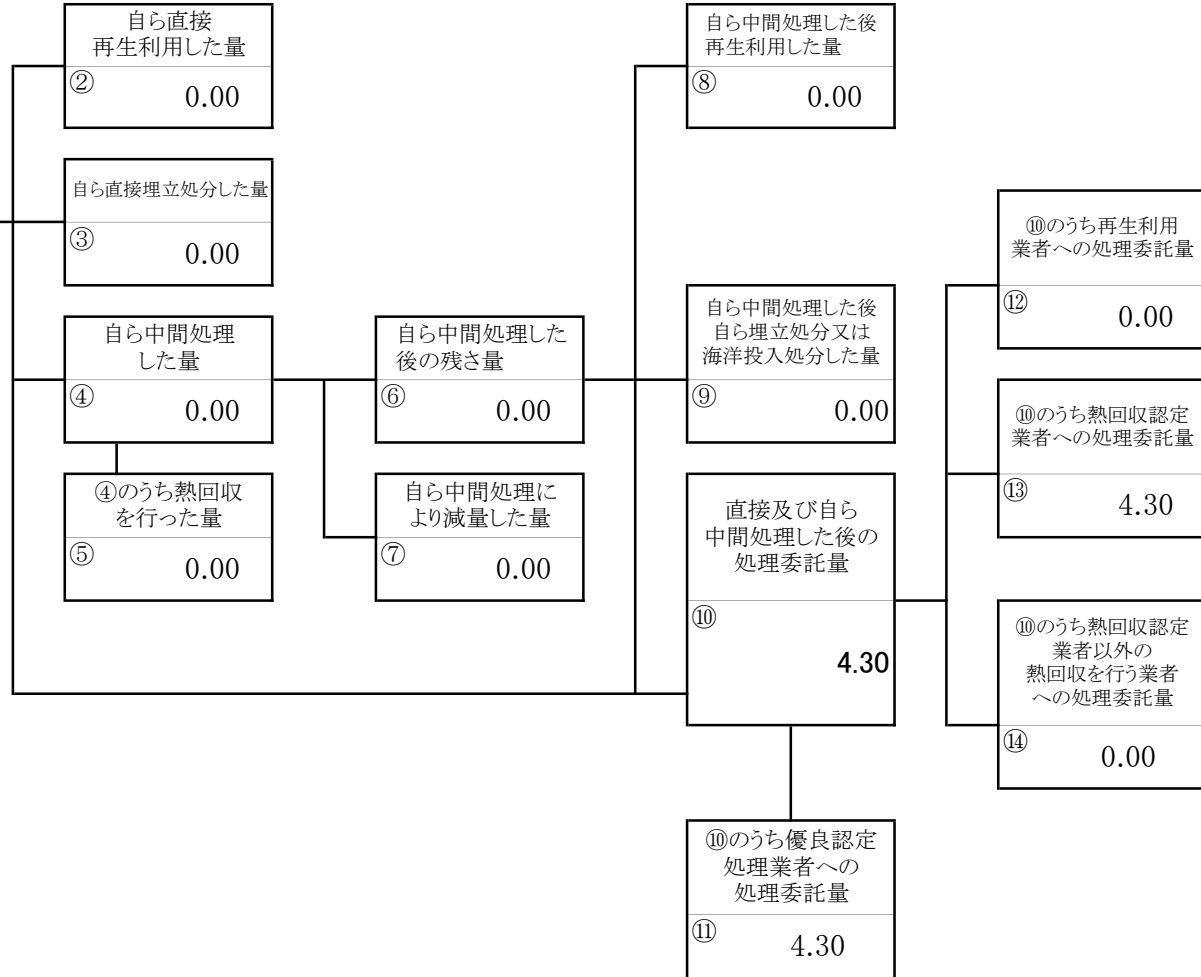 自ら直接
再生利用した量
②
0.00
自ら直接埋立処分した量
③
0.00
自ら中間処理
した量
④
0.00
④のうち熱回収
を行った量
⑤
0.00
自ら中間処理した
後の残さ量
⑥
0.00
自ら中間処理に
より減量した量
⑦
0.00
自ら中間処理した後
再生利用した量
⑧
0.00
自ら中間処理した後
自ら埋立処分又は
海洋投入処分した量
⑨
0.00
直接及び自ら
中間処理した後の
処理委託量
⑩
4.30
⑩のうち優良認定
処理業者への
処理委託量
⑪
4.30
⑩のうち再生利用
業者への処理委託量
⑫
0.00
⑩のうち熱回収認定
業者への処理委託量
⑬
4.30
⑩のうち熱回収認定
業者以外の
熱回収を行う業者
への処理委託量
⑭
0.00